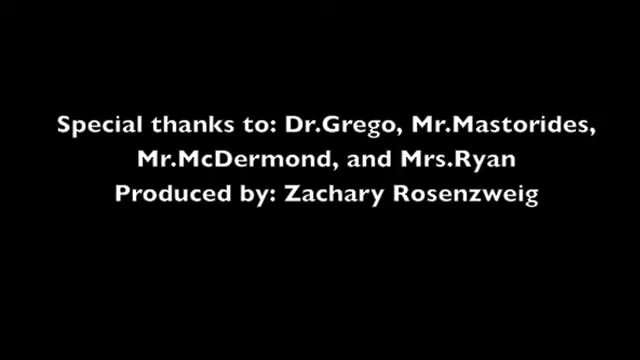 Special thanks to: Dr.Grego, Mr.Mastorides,
Mr.McDermond, and Mrs.Ryan
Produced by: Zachary Rosenzweig